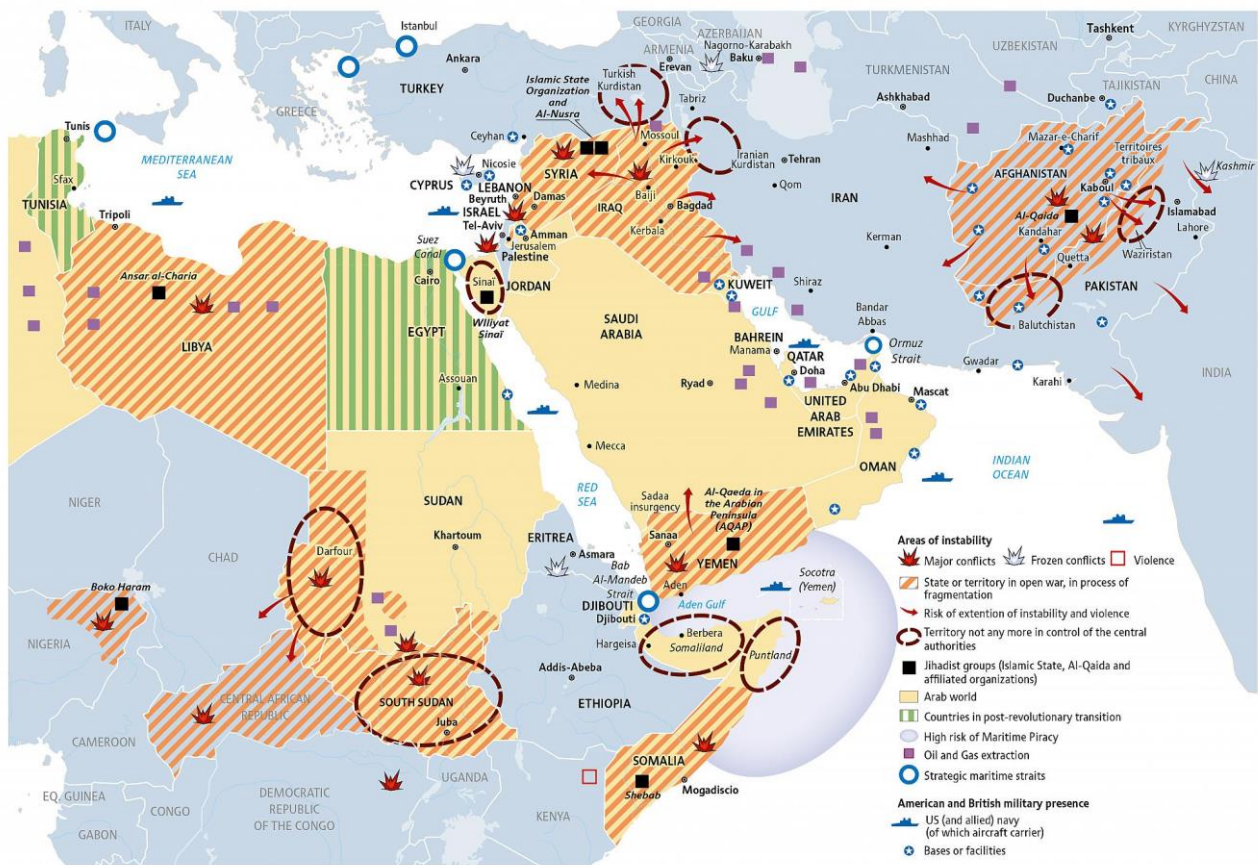 ITALY
Istanbul
GEORGIA
AZERBAIJAN
Nagorno-Karabakh
Baku
ARMENIA
Erevan
UZBEKISTAN
Tashkent
KYRGHYZSTAN
Ankara
TURKEY
GREECE
Islamic State
Organization
and
Al-Nusra
Turkish
Kurdistan
Tabriz
TURKMENISTAN
Ashkhabad
TAJIKISTAN
Duchanbe
CHINA
Tunis
MEDITERRANEAN
SEA
Ceyhan
Mossoul
Mashhad
Mazar-e-Charif
Territoires
tribaux
Kashmir
Sfax
TUNISIA
Nicosie
CYPRUS
SYRIA
Kirkouk
Iranian
Kurdistan
Tehran
Qom
AFGHANISTAN
Kaboul
Islamabad
Lahore
LEBANON
Beyruth
Damas
IRAQ
Baiji
Bagdad
IRAN
Al-Qaida
Kandahar
Waziristan
Tripoli
ISRAEL
Tel-Aviv
Amman
Jerusalem
Palestine
Kerbala
Kerman
Quetta
PAKISTAN
Suez
Canal
Cairo
Sinaï
JORDAN
Wlliyat
Sinaï
KUWEIT
Shiraz
Balutchistan
Ansar al-Charia
LIBYA
EGYPT
SAUDI
ARABIA
GULF
Bandar
Abbas
Ormuz
Strait
BAHREIN
Manama
QATAR
Doha
Gwadar
Karahi
INDIA
Assouan
Medina
Ryad
Abu Dhabi
UNITED
ARAB
EMIRATES
Mascat
Mecca
OMAN
INDIAN
OCEAN
NIGER
CHAD
SUDAN
RED
SEA
Sadaa
insurgency
Al-Qaeda in
the Arabian
Peninsula
(AQAP)
Khartoum
ERITREA
Asmara
Sanaa
YEMEN
Darfour
Bab
Al-Mandeb
Strait
Aden
Socotra
(Yemen)
Boko Haram
DJIBOUTI
Djibouti
Aden Gulf
NIGERIA
Hargeisa
Berbera
Somaliland
Puntland
Addis-Abeba
CENTRAL AFRICAN
REPUBLIC
SOUTH SUDAN
Juba
ETHIOPIA
CAMEROON
SOMALIA
Shebab
Mogadiscio
EQ. GUINEA
CONGO
GABON
DEMOCRATIC
REPUBLIC
OF THE CONGO
UGANDA
KENYA
Areas of instability
Major conflicts
Frozen conflicts
Violence
State or territory in open war, in process of
fragmentation
Risk of extention of instability and violence
Territory not any more in control of the central
authorities
Jihadist groups (Islamic State, Al-Qaida and
affiliated organizations)
Arab world
Countries in post-revolutionary transition
High risk of Maritime Piracy
Oil and Gas extraction
Strategic maritime straits
American and British military presence
US (and allied) navy
(of which aircraft carrier)
Bases or facilities